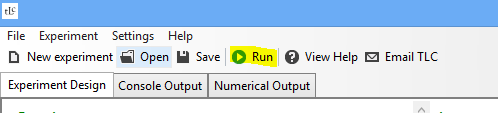 tlf
File Experiment Settings Help
New experiment Open Save Run View Help Email TLC
Experiment Design Console Output Numerical Output